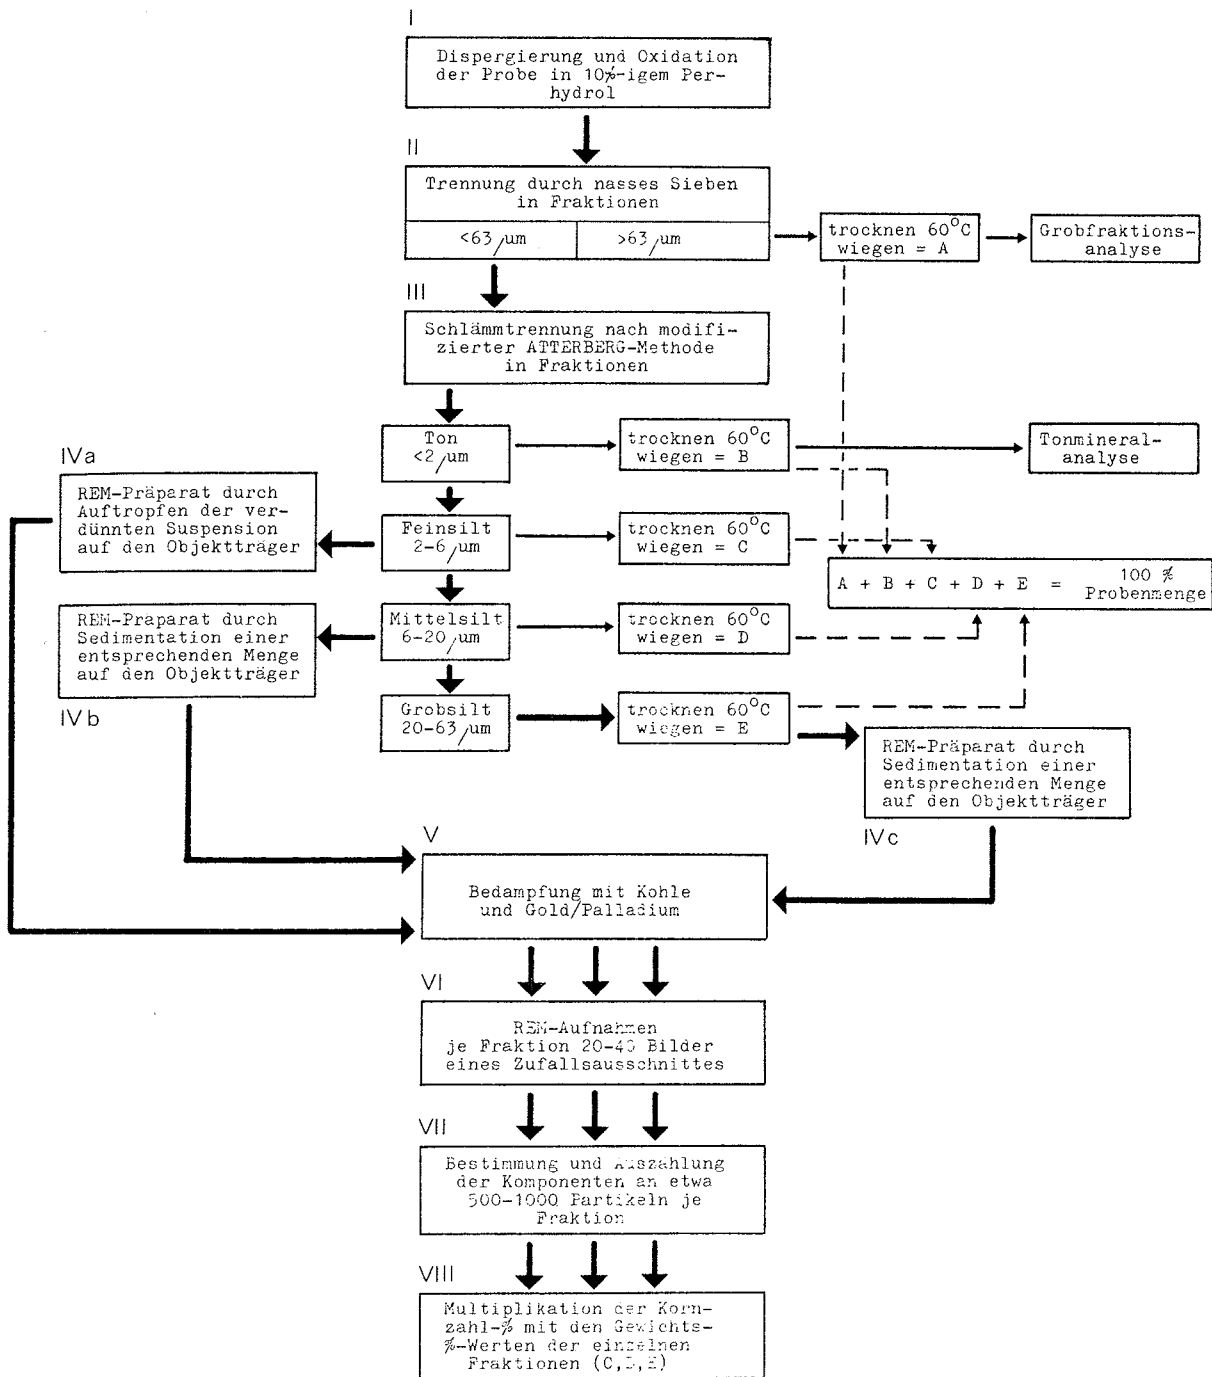 I
Dispergierung und Oxidation
der Probe in 10%-igem Per-
hydrol
II
Trennung durch nasses Sieben
in Fraktionen
<63/um
>63/um
trocknen 60°C
wiegen = A
Grobfraktions-
analyse
III
Schlämmtrennung nach modifi-
zierter ATTERBERG-Methode
in Fraktionen
Ton
<2/um
trocknen 60°C
wiegen = B
Tonmineral-
analyse
IVa
REM-Präparat durch
Auftropfen der ver-
dünnten Suspension
auf den Objektträger
Feinsilt
2-6/um
trocknen 60°C
wiegen = C
A + B + C + D + E = 100 %
Probenmenge
REM-Praparat durch
Sedimentation einer
entsprechenden Menge
auf den Objektträger
IVb
Mittelsilt
6-20/um
trocknen 60°C
wiegen = D
Grobsilt
20-63/um
trocknen 60°C
wiegen = E
REM-Präparat durch
Sedimentation einer
entsprechenden Menge
auf den Objektträger
IVc
V
Bedampfung mit Kohle
und Gold/Palladium
VI
REM-Aufnahmen
je Fraktion 20-40 Bilder
eines Zufallsausschnittes
VII
Bestimmung und Auszählung
der Komponenten an etwa
500-1000 Partikeln je
Fraktion
VIII
Multiplikation der Korn-
zahl-% mit den Gewichts-
%-Werten der einzelnen
Fraktionen (C,D,E)